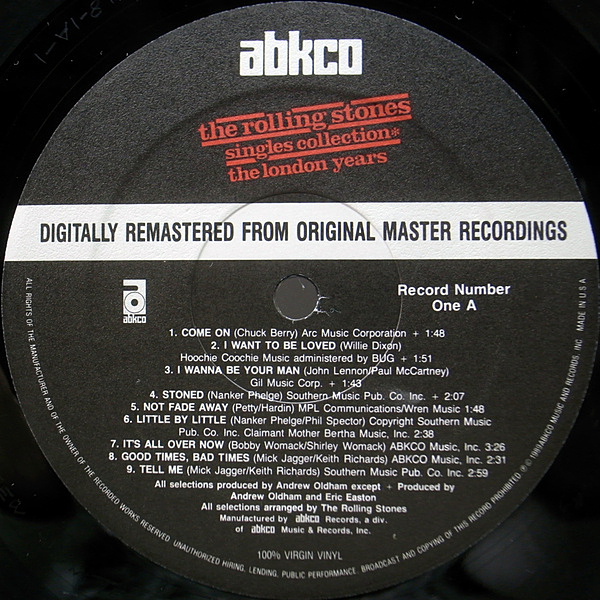 abkco
the rolling stones
singles collection*
the london years
DIGITALLY REMASTERED FROM ORIGINAL MASTER RECORDINGS
abkco
Record Number
One A
1. COME ON (Chuck Berry) Arc Music Corporation + 1:48
2. I WANT TO BE LOVED (Willie Dixon)
Hoochie Coochie Music administered by BUG + 1:51
3. I WANNA BE YOUR MAN (John Lennon/Paul McCartney)
Gil Music Corp. + 1:43
4. STONED (Nanker Phelge) Southern Music Pub. Co. Inc. + 2:07
5. NOT FADE AWAY (Petty/Hardin) MPL Communications/Wren Music 1:48
6. LITTLE BY LITTLE (Nanker Phelge/Phil Spector) Copyright Southern Music
Pub. Co. Inc. Claimant Mother Bertha Music, Inc. 2:38
7. IT'S ALL OVER NOW (Bobby Womack/Shirley Womack) ABKCO Music, Inc. 3:26
8. GOOD TIMES, BAD TIMES (Mick Jagger/Keith Richards) ABKCO Music, Inc. 2:31
9. TELL ME (Mick Jagger/Keith Richards) Southern Music Pub. Co. Inc. 2:59
All selections produced by Andrew Oldham except + Produced by
Andrew Oldham and Eric Easton
All selections arranged by The Rolling Stones
Manufactured by abkco Records, a div.
of abkco Music & Records, Inc.
100% VIRGIN VINYL
ALL RIGHTS OF THE MANUFACTURER AND OF THE OWNER OF THE RECORDED WORKS RESERVED. UNAUTHORIZED HIRING, LENDING, PUBLIC PERFORMANCE, BROADCAST AND COPYING OF THIS RECORD PROHIBITED ℗ © 1989 ABKCO MUSIC AND RECORDS, INC. MADE IN U S A